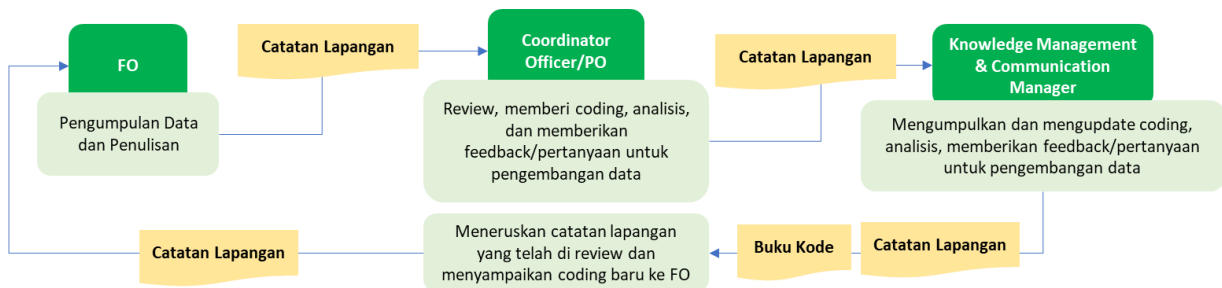 FO
Pengumpulan Data
dan Penulisan
Catatan Lapangan
Coordinator
Officer/PO
Review, memberi coding, analisis,
dan memberikan
feedback/pertanyaan untuk
pengembangan data
Catatan Lapangan
Knowledge Management
& Communication
Manager
Mengumpulkan dan mengupdate coding,
analisis, memberikan feedback/pertanyaan
untuk pengembangan data
Catatan Lapangan
Buku Kode
Meneruskan catatan lapangan
yang telah di review dan
menyampaikan coding baru ke FO
Catatan Lapangan